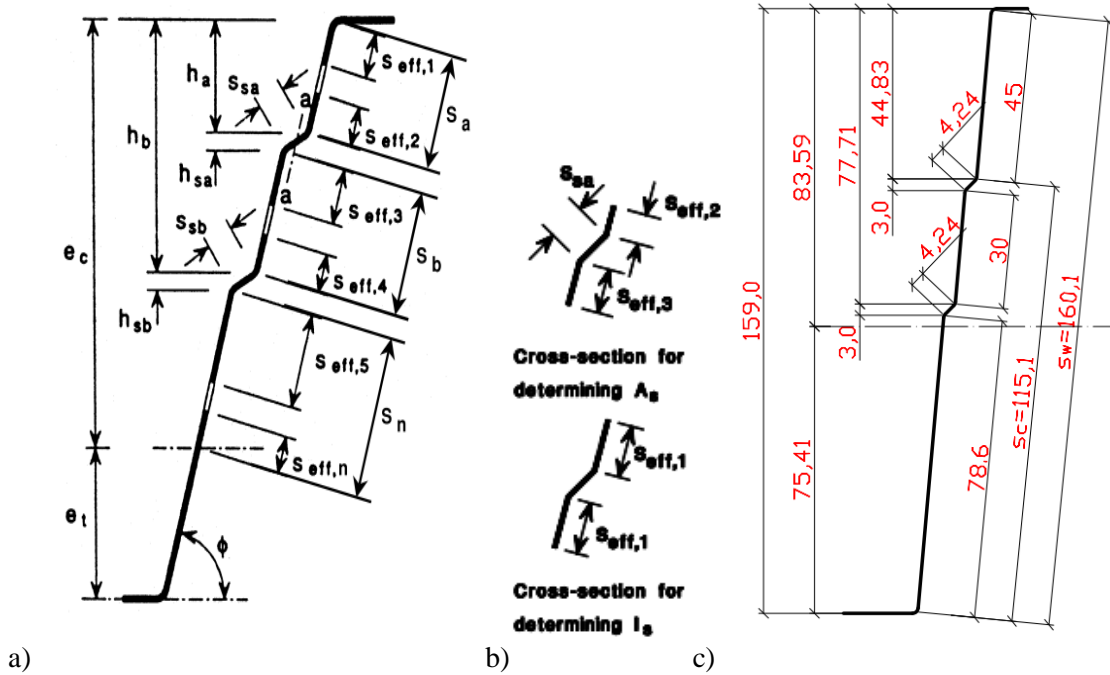 h_a
s_sa
h_b
h_sa
s_sb
e_c
h_sb
e_t
a
a
ϕ
s_eff,1
s_a
s_eff,2
s_eff,3
s_b
s_eff,4
s_eff,5
s_n
s_eff,n
a)
s_sa
s_eff,2
s_eff,3
Cross-section for
determining A_s
s_eff,1
s_eff,1
Cross-section for
determining I_s
b)
159,0
83,59
75,41
77,71
3,0
44,83
3,0
4,24
4,24
45
30
78,6
sc=115,1
sw=160,1
c)